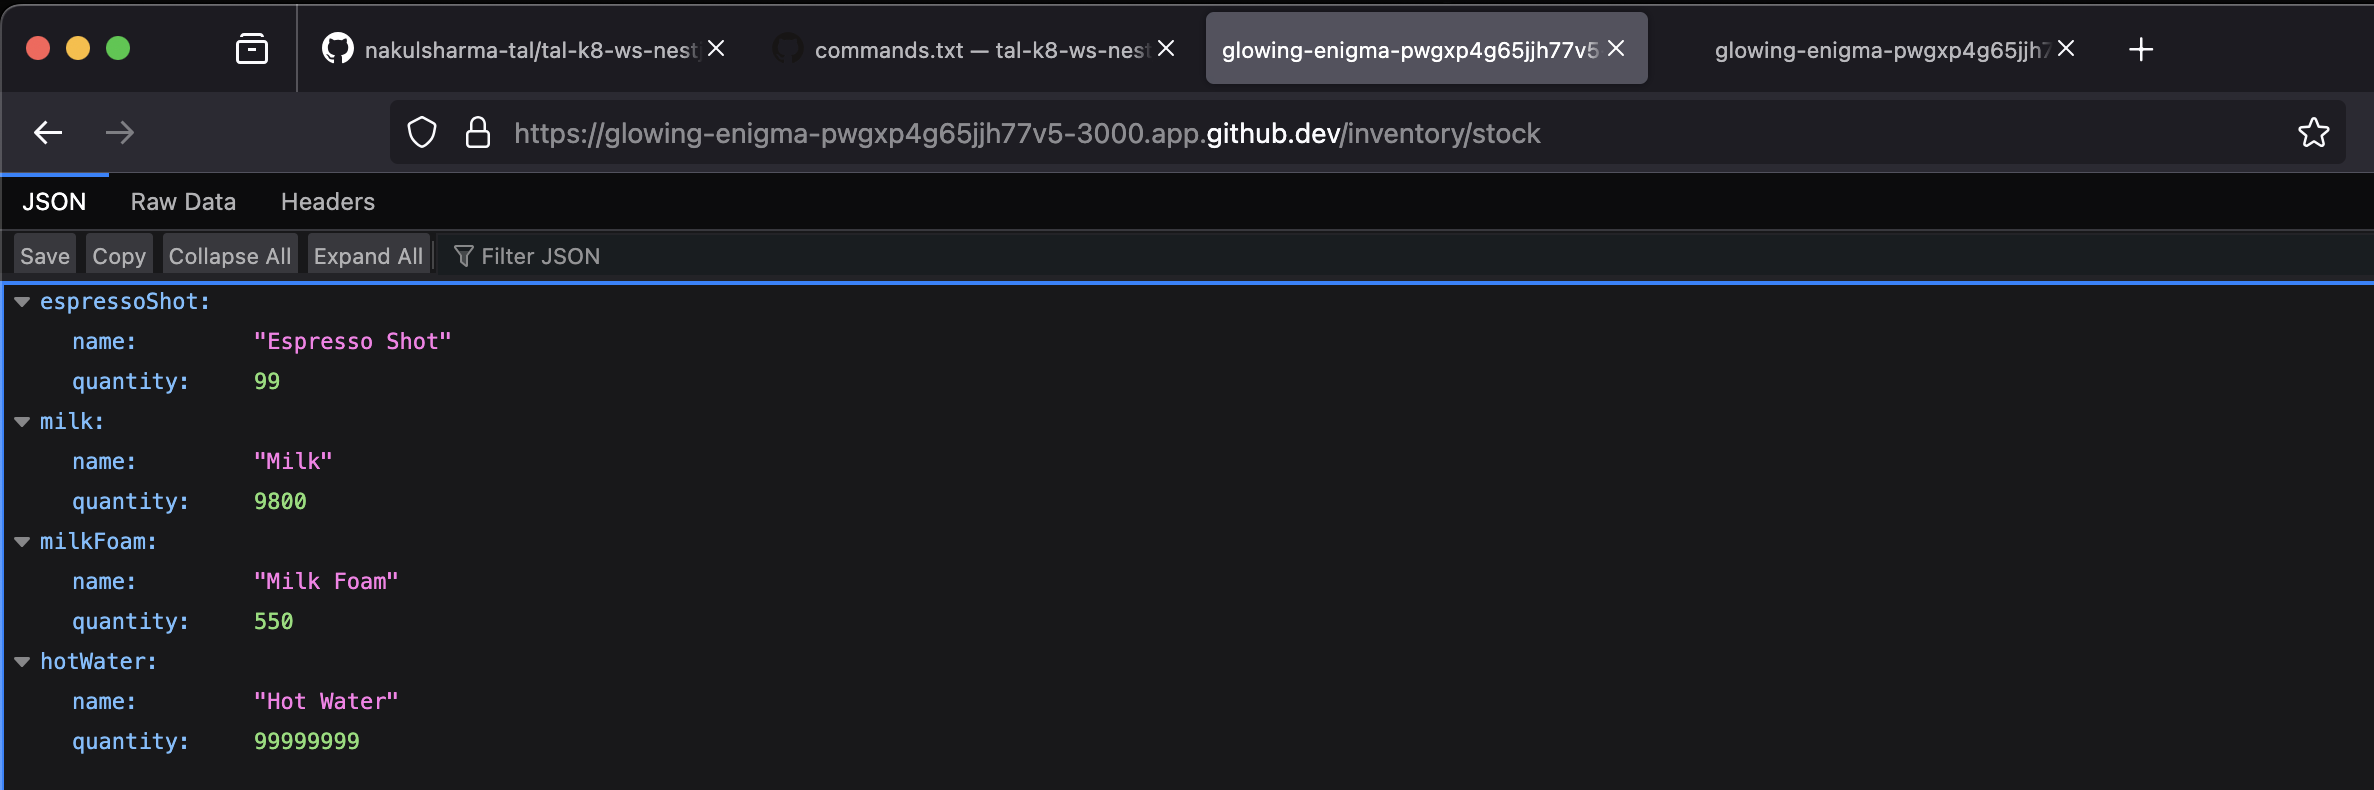 nakulsharma-tal/tal-k8-ws-nest
commands.txt — tal-k8-ws-nest
glowing-enigma-pwgxp4g65jjh77v5
glowing-enigma-pwgxp4g65jjh7
https://glowing-enigma-pwgxp4g65jjh77v5-3000.app.github.dev/inventory/stock
JSON Raw Data Headers
Save Copy Collapse All Expand All Filter JSON
espressoShot:
name: "Espresso Shot"
quantity: 99
milk:
name: "Milk"
quantity: 9800
milkFoam:
name: "Milk Foam"
quantity: 550
hotWater:
name: "Hot Water"
quantity: 99999999